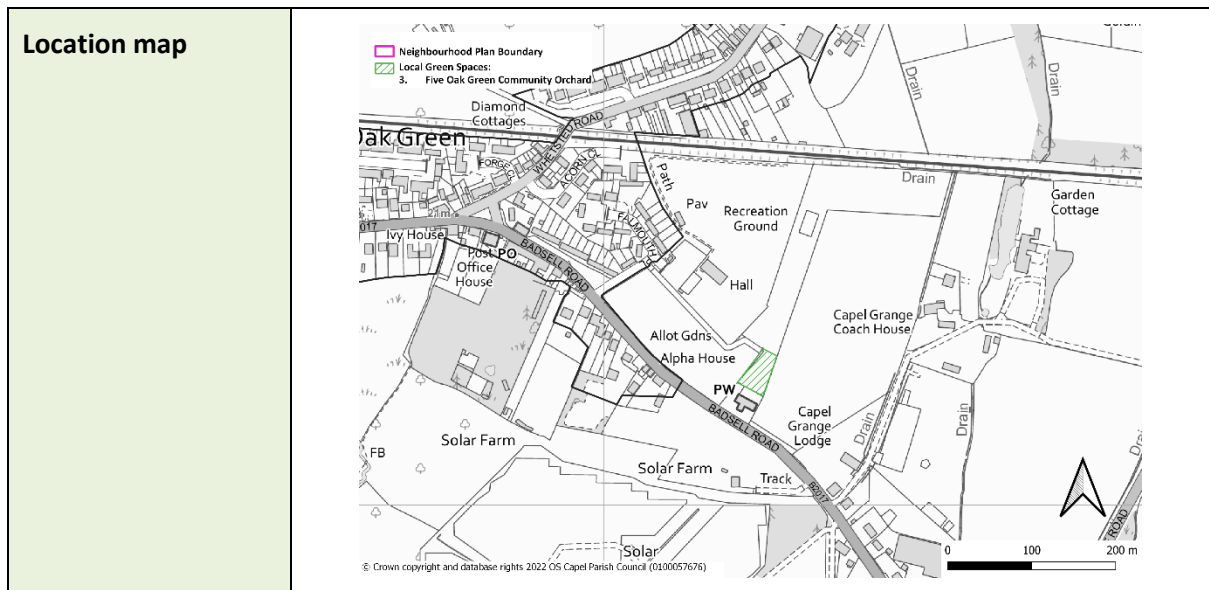 Location map
Neighbourhood Plan Boundary
Local Green Spaces:
3. Five Oak Green Community Orchard
Drain
Drain
Diamond
Cottages
WHETSTED ROAD
Oak Green
FORGE CL
ACORN CL
Path
Drain
Garden
Cottage
Pav
Recreation
Ground
21m
FALMOUTH
Ivy House
Post
Office
House
PO
BADSELL ROAD
Hall
Capel Grange
Coach House
Allot Gdns
Alpha House
PW
BADSELL ROAD
Capel
Grange
Lodge
Drain
Drain
Solar Farm
FB
Solar Farm
Track
B2017
ROAD
Solar
0 100 200 m
© Crown copyright and database rights 2022 OS Capel Parish Council (0100057676)